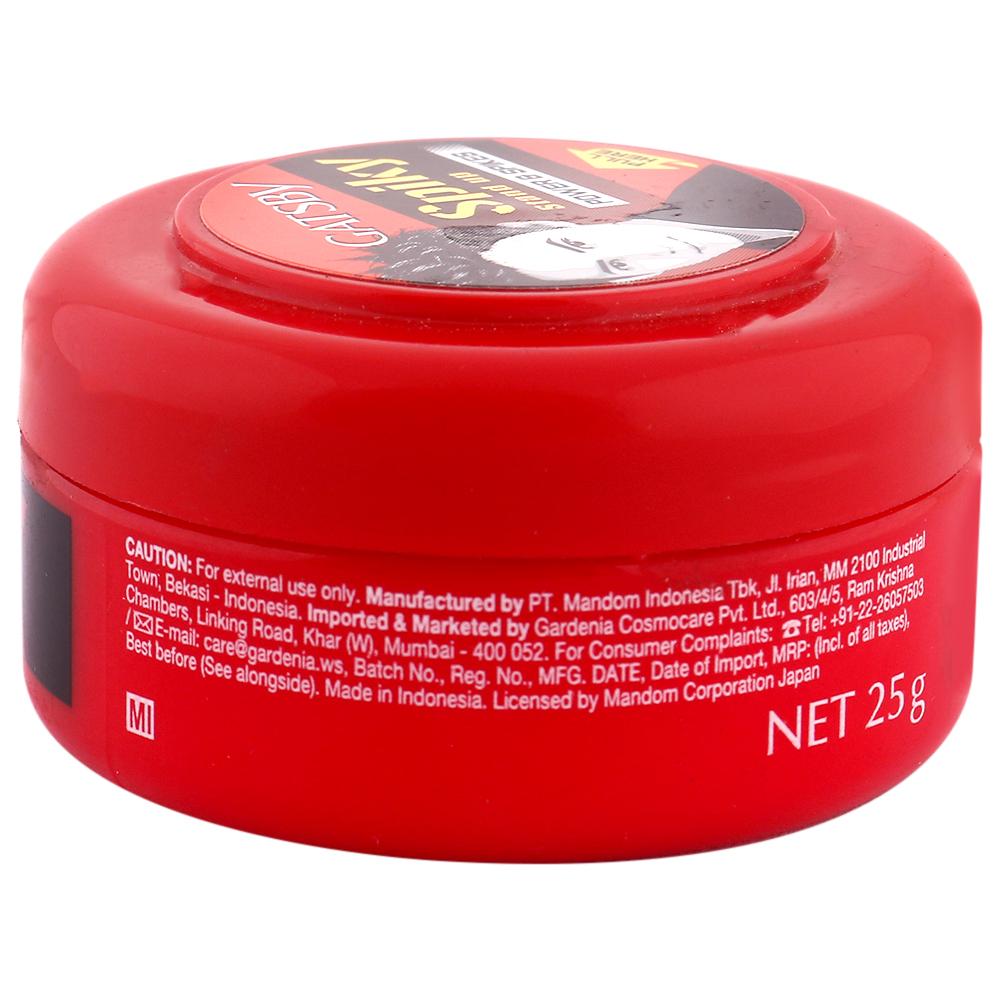 GATSBY
Spiky
stand up
POWER & SPIKES
PULL
HERE!
CAUTION: For external use only. Manufactured by PT. Mandom Indonesia Tbk, Jl. Irian, MM 2100 Industrial
Town, Bekasi - Indonesia. Imported & Marketed by Gardenia Cosmocare Pvt. Ltd., 603/4/5, Ram Krishna
Chambers, Linking Road, Khar (W), Mumbai - 400 052. For Consumer Complaints: ☎Tel: +91-22-26057503
/ ✉E-mail: care@gardenia.ws, Batch No., Reg. No., MFG. DATE, Date of Import, MRP: (Incl. of all taxes),
Best before (See alongside). Made in Indonesia. Licensed by Mandom Corporation Japan
MI
NET 25g